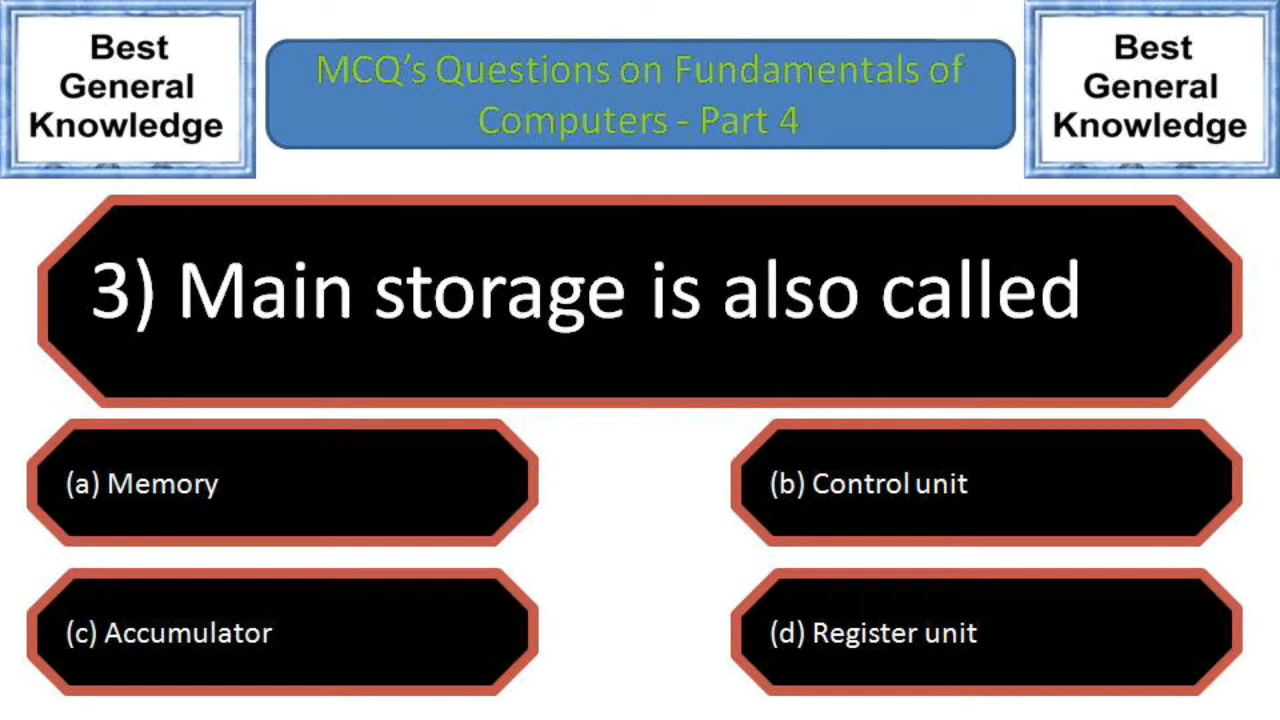 Best
General
Knowledge
MCQ's Questions on Fundamentals of
Computers - Part 4
Best
General
Knowledge
3) Main storage is also called
(a) Memory
(b) Control unit
(c) Accumulator
(d) Register unit